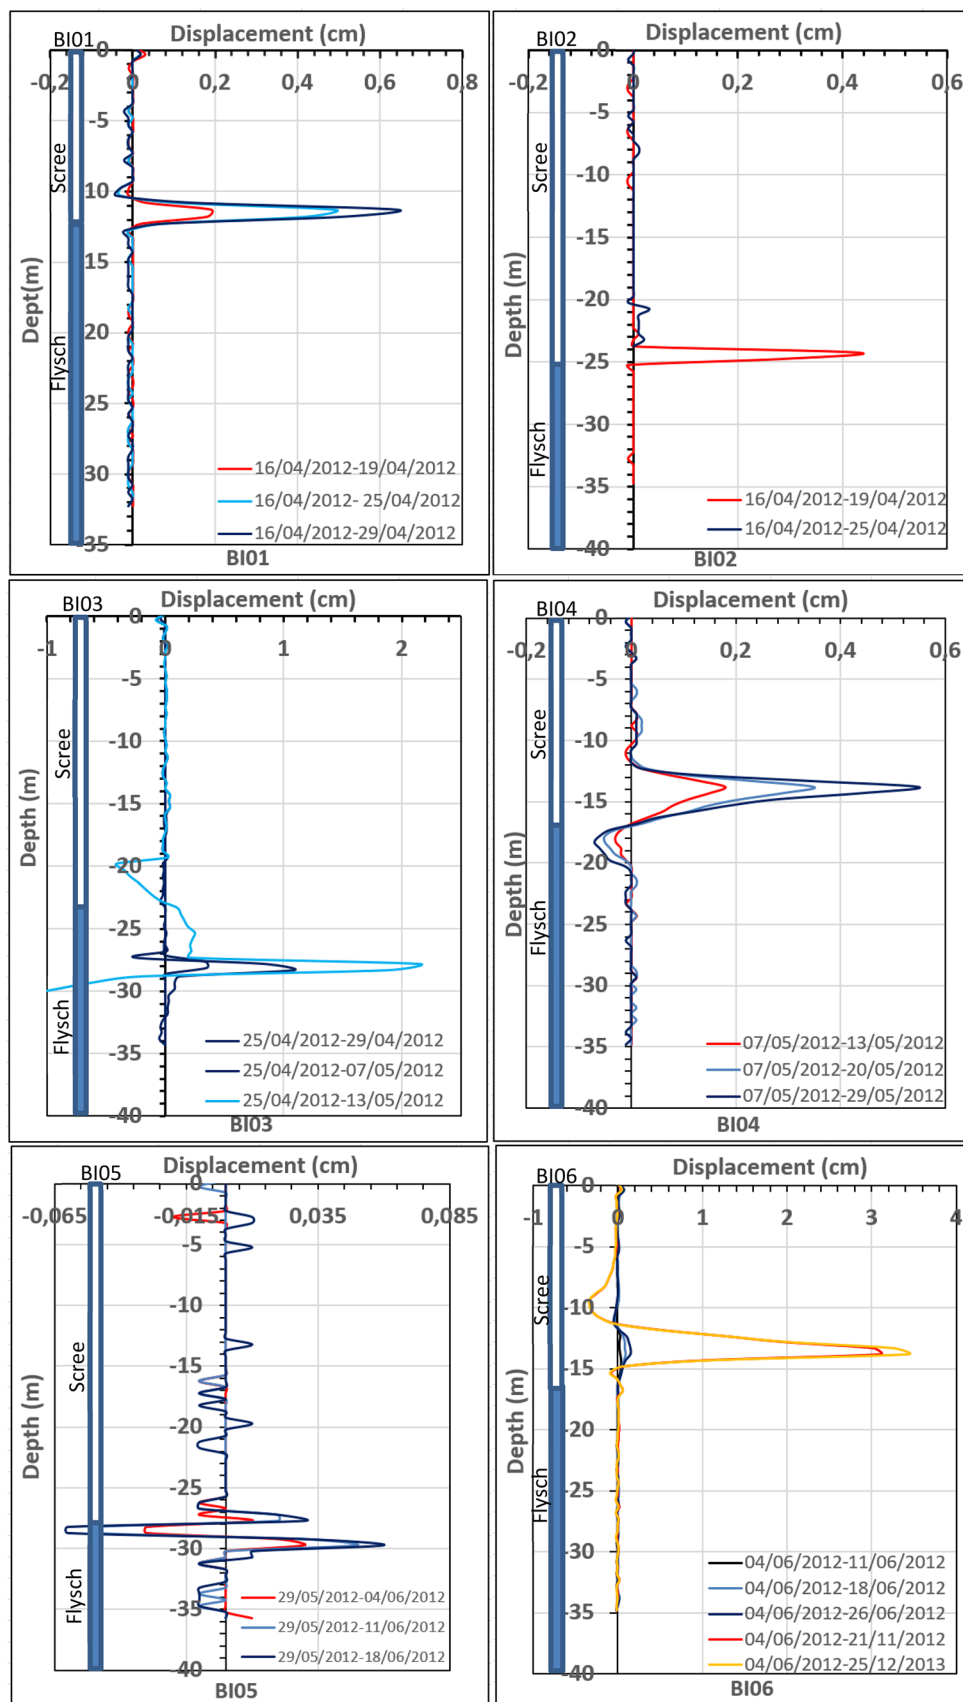 BI01 Displacement (cm)
-0,2 0 0,2 0,4 0,6 0,8
0
-5
-10
-15
-20
-25
-30
-35
Dept(m)
Scree
Flysch
16/04/2012-19/04/2012
16/04/2012- 25/04/2012
16/04/2012-29/04/2012
BI01
BI02 Displacement (cm)
-0,2 0 0,2 0,4 0,6
0
-5
-10
-15
-20
-25
-30
-35
-40
Depth (m)
Scree
Flysch
16/04/2012-19/04/2012
16/04/2012-25/04/2012
BI02
BI03 Displacement (cm)
-1 0 1 2
0
-5
-10
-15
-20
-25
-30
-35
-40
Depth (m)
Scree
Flysch
25/04/2012-29/04/2012
25/04/2012-07/05/2012
25/04/2012-13/05/2012
BI03
BI04 Displacement (cm)
-0,2 0 0,2 0,4 0,6
0
-5
-10
-15
-20
-25
-30
-35
-40
Depth (m)
Scree
Flysch
07/05/2012-13/05/2012
07/05/2012-20/05/2012
07/05/2012-29/05/2012
BI04
BI05 Displacement (cm)
-0,065 -0,015 0,035 0,085
0
-5
-10
-15
-20
-25
-30
-35
-40
Depth (m)
Scree
Flysch
29/05/2012-04/06/2012
29/05/2012-11/06/2012
29/05/2012-18/06/2012
BI05
BI06 Displacement (cm)
-1 0 1 2 3 4
0
-5
-10
-15
-20
-25
-30
-35
-40
Depth (m)
Scree
Flysch
04/06/2012-11/06/2012
04/06/2012-18/06/2012
04/06/2012-26/06/2012
04/06/2012-21/11/2012
04/06/2012-25/12/2013
BI06